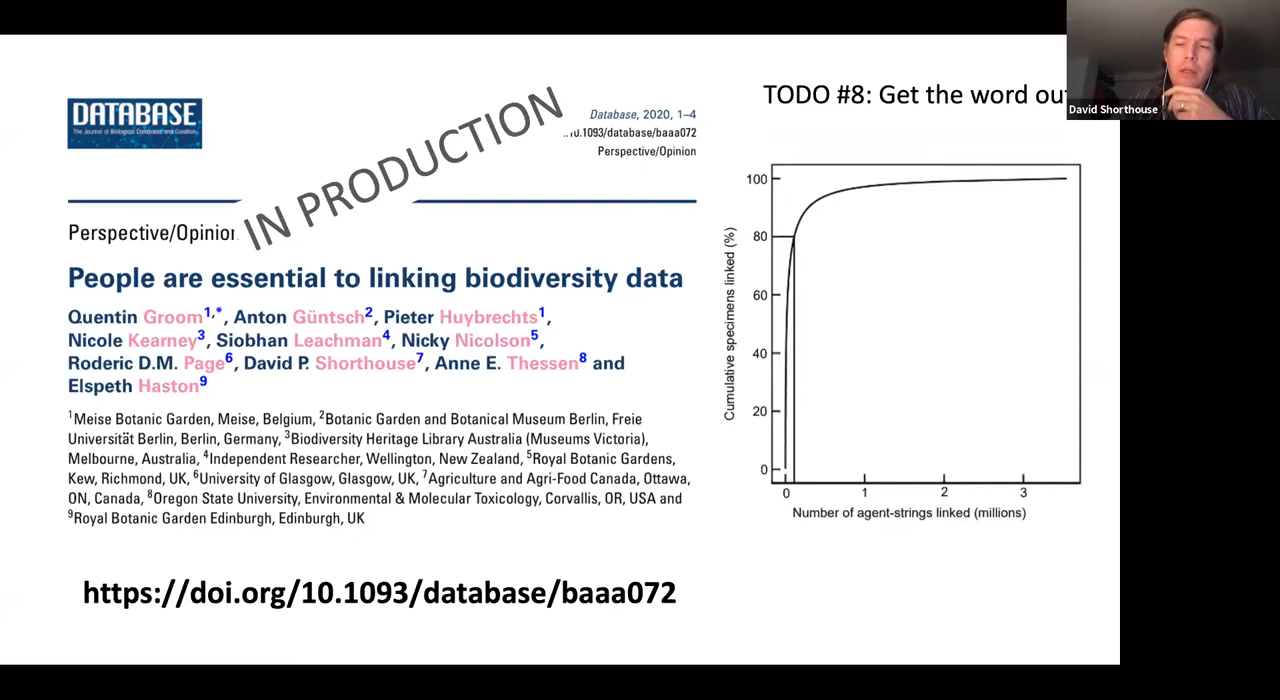 DATABASE
The Journal of Biological Databases and Curation
Database, 2020, 1–4
10.1093/database/baaa072
Perspective/Opinion
IN PRODUCTION
Perspective/Opinion
People are essential to linking biodiversity data
Quentin Groom1,*, Anton Güntsch2, Pieter Huybrechts1,
Nicole Kearney3, Siobhan Leachman4, Nicky Nicolson5,
Roderic D.M. Page6, David P. Shorthouse7, Anne E. Thessen8 and
Elspeth Haston9
1Meise Botanic Garden, Meise, Belgium, 2Botanic Garden and Botanical Museum Berlin, Freie
Universität Berlin, Berlin, Germany, 3Biodiversity Heritage Library Australia (Museums Victoria),
Melbourne, Australia, 4Independent Researcher, Wellington, New Zealand, 5Royal Botanic Gardens,
Kew, Richmond, UK, 6University of Glasgow, Glasgow, UK, 7Agriculture and Agri-Food Canada, Ottawa,
ON, Canada, 8Oregon State University, Environmental & Molecular Toxicology, Corvallis, OR, USA and
9Royal Botanic Garden Edinburgh, Edinburgh, UK
https://doi.org/10.1093/database/baaa072
TODO #8: Get the word ou
David Shorthouse
Cumulative specimens linked (%)
100
80
60
40
20
0
0 1 2 3
Number of agent-strings linked (millions)